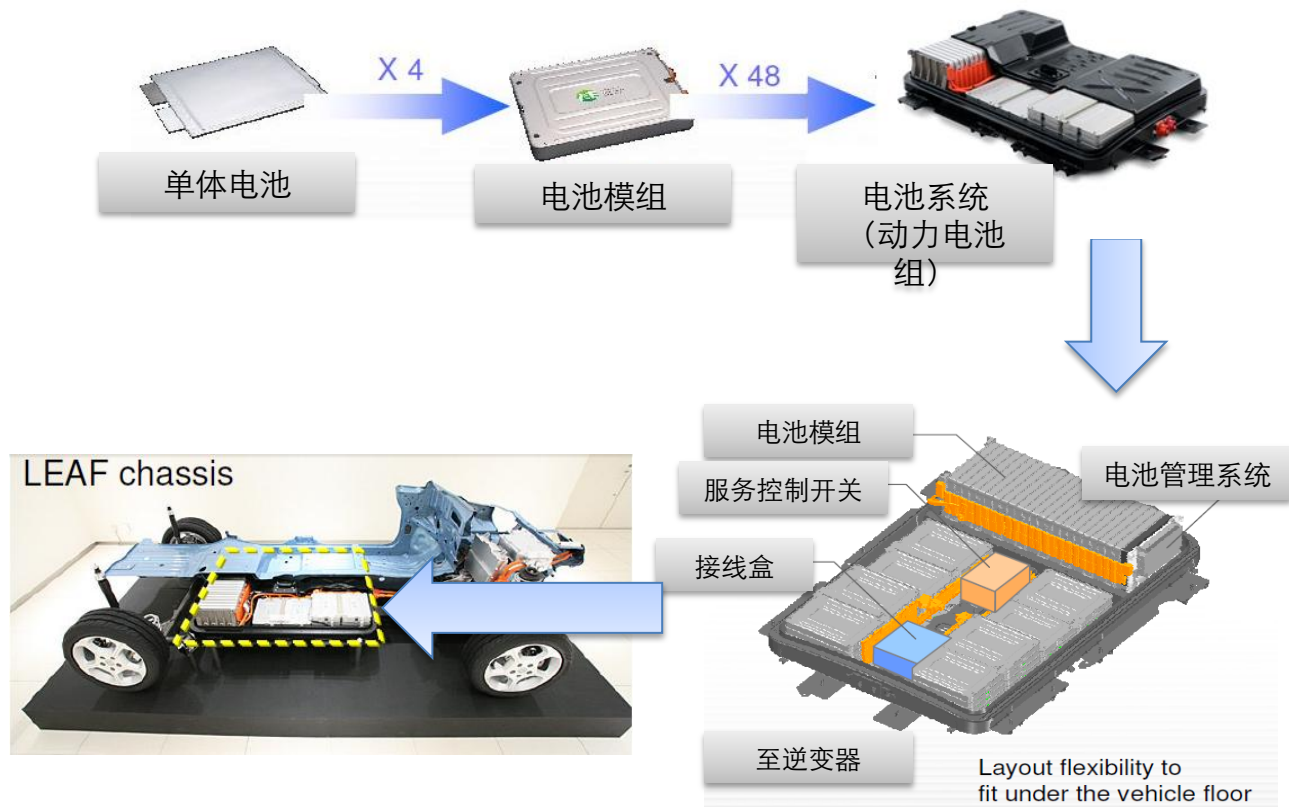 X 4
X 48
单体电池
电池模组
电池系统
（动力电池
组）
电池模组
服务控制开关
电池管理系统
接线盒
LEAF chassis
至逆变器
Layout flexibility to
fit under the vehicle floor